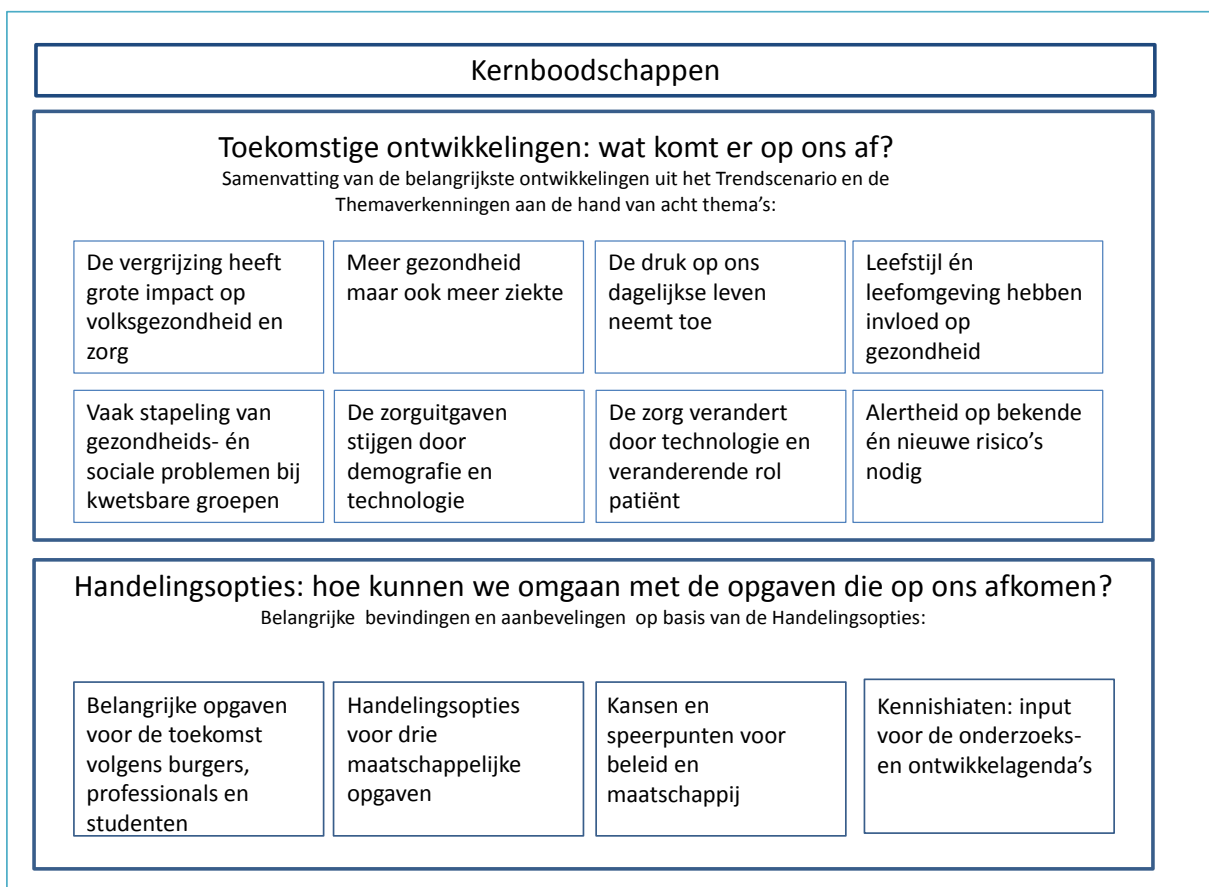 Kernboodschappen
Toekomstige ontwikkelingen: wat komt er op ons af?
Samenvatting van de belangrijkste ontwikkelingen uit het Trendscenario en de
Themaverkenningen aan de hand van acht thema’s:
De vergrijzing heeft
grote impact op
volksgezondheid en
zorg
Meer gezondheid
maar ook meer ziekte
De druk op ons
dagelijkse leven
neemt toe
Leefstijl én
leefomgeving hebben
invloed op
gezondheid
Vaak stapeling van
gezondheids- én
sociale problemen bij
kwetsbare groepen
De zorguitgaven
stijgen door
demografie en
technologie
De zorg verandert
door technologie en
veranderende rol
patiënt
Alertheid op bekende
én nieuwe risico’s
nodig
Handelingsopties: hoe kunnen we omgaan met de opgaven die op ons afkomen?
Belangrijke bevindingen en aanbevelingen op basis van de Handelingsopties:
Belangrijke opgaven
voor de toekomst
volgens burgers,
professionals en
studenten
Handelingsopties
voor drie
maatschappelijke
opgaven
Kansen en
speerpunten voor
beleid en
maatschappij
Kennishiaten: input
voor de onderzoeks-
en ontwikkelagenda’s